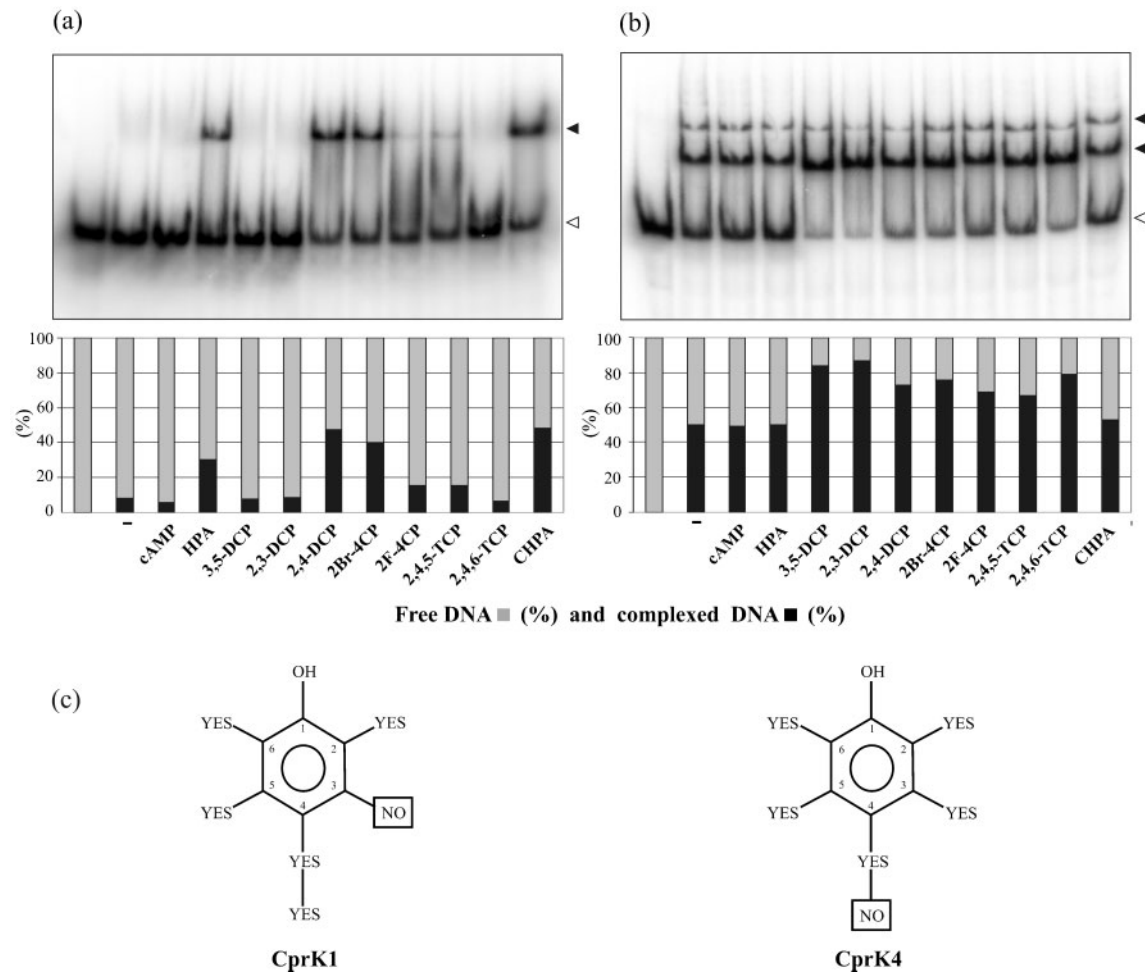 (a)
(b)
100
80
60
40
20
0
(%)
–
cAMP
HPA
3,5-DCP
2,3-DCP
2,4-DCP
2Br-4CP
2F-4CP
2,4,5-TCP
2,4,6-TCP
CHPA
100
80
60
40
20
0
(%)
–
cAMP
HPA
3,5-DCP
2,3-DCP
2,4-DCP
2Br-4CP
2F-4CP
2,4,5-TCP
2,4,6-TCP
CHPA
Free DNA (%) and complexed DNA (%)
(c)
OH
YES YES
1
6 2
5 3
4
YES NO
YES
YES
CprK1
OH
YES YES
1
6 2
5 3
4
YES YES
YES
NO
CprK4